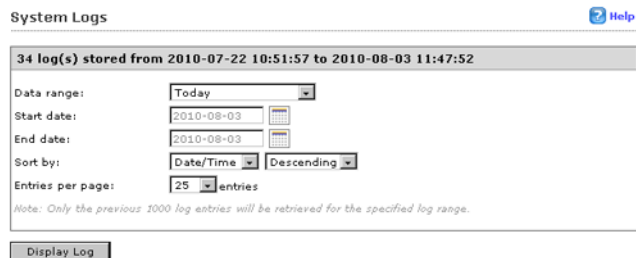 System Logs Help
34 log(s) stored from 2010-07-22 10:51:57 to 2010-08-03 11:47:52
Data range: Today
Start date: 2010-08-03
End date: 2010-08-03
Sort by: Date/Time Descending
Entries per page: 25 entries
Note: Only the previous 1000 log entries will be retrieved for the specified log range.
Display Log